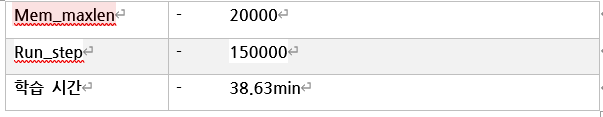 Mem_maxlen - 20000
Run_step - 150000
학습 시간 - 38.63min